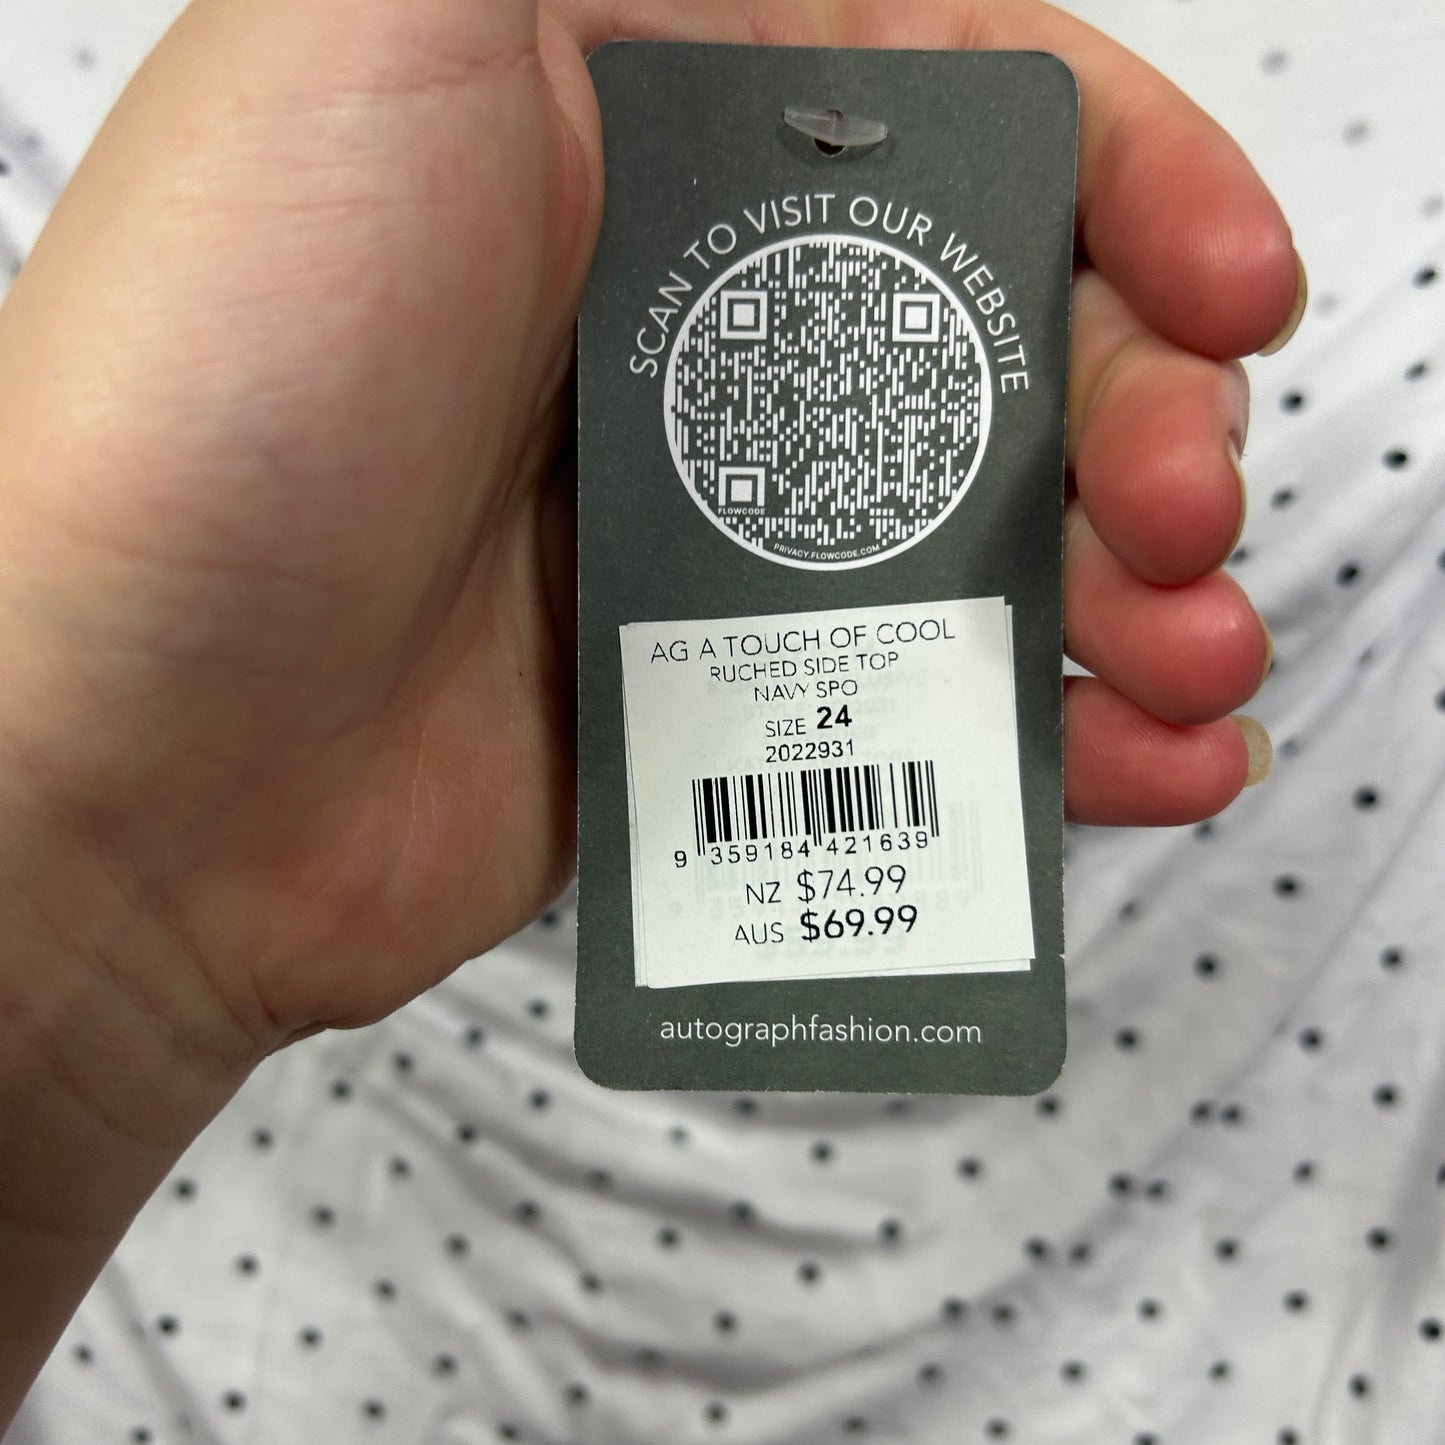 SCAN TO VISIT OUR WEBSITE
FLOWCODE
PRIVACY.FLOWCODE.COM
AG A TOUCH OF COOL
RUCHED SIDE TOP
NAVY SPO
SIZE 24
2022931
9 359184 421639
NZ $74.99
AUS $69.99
autographfashion.com